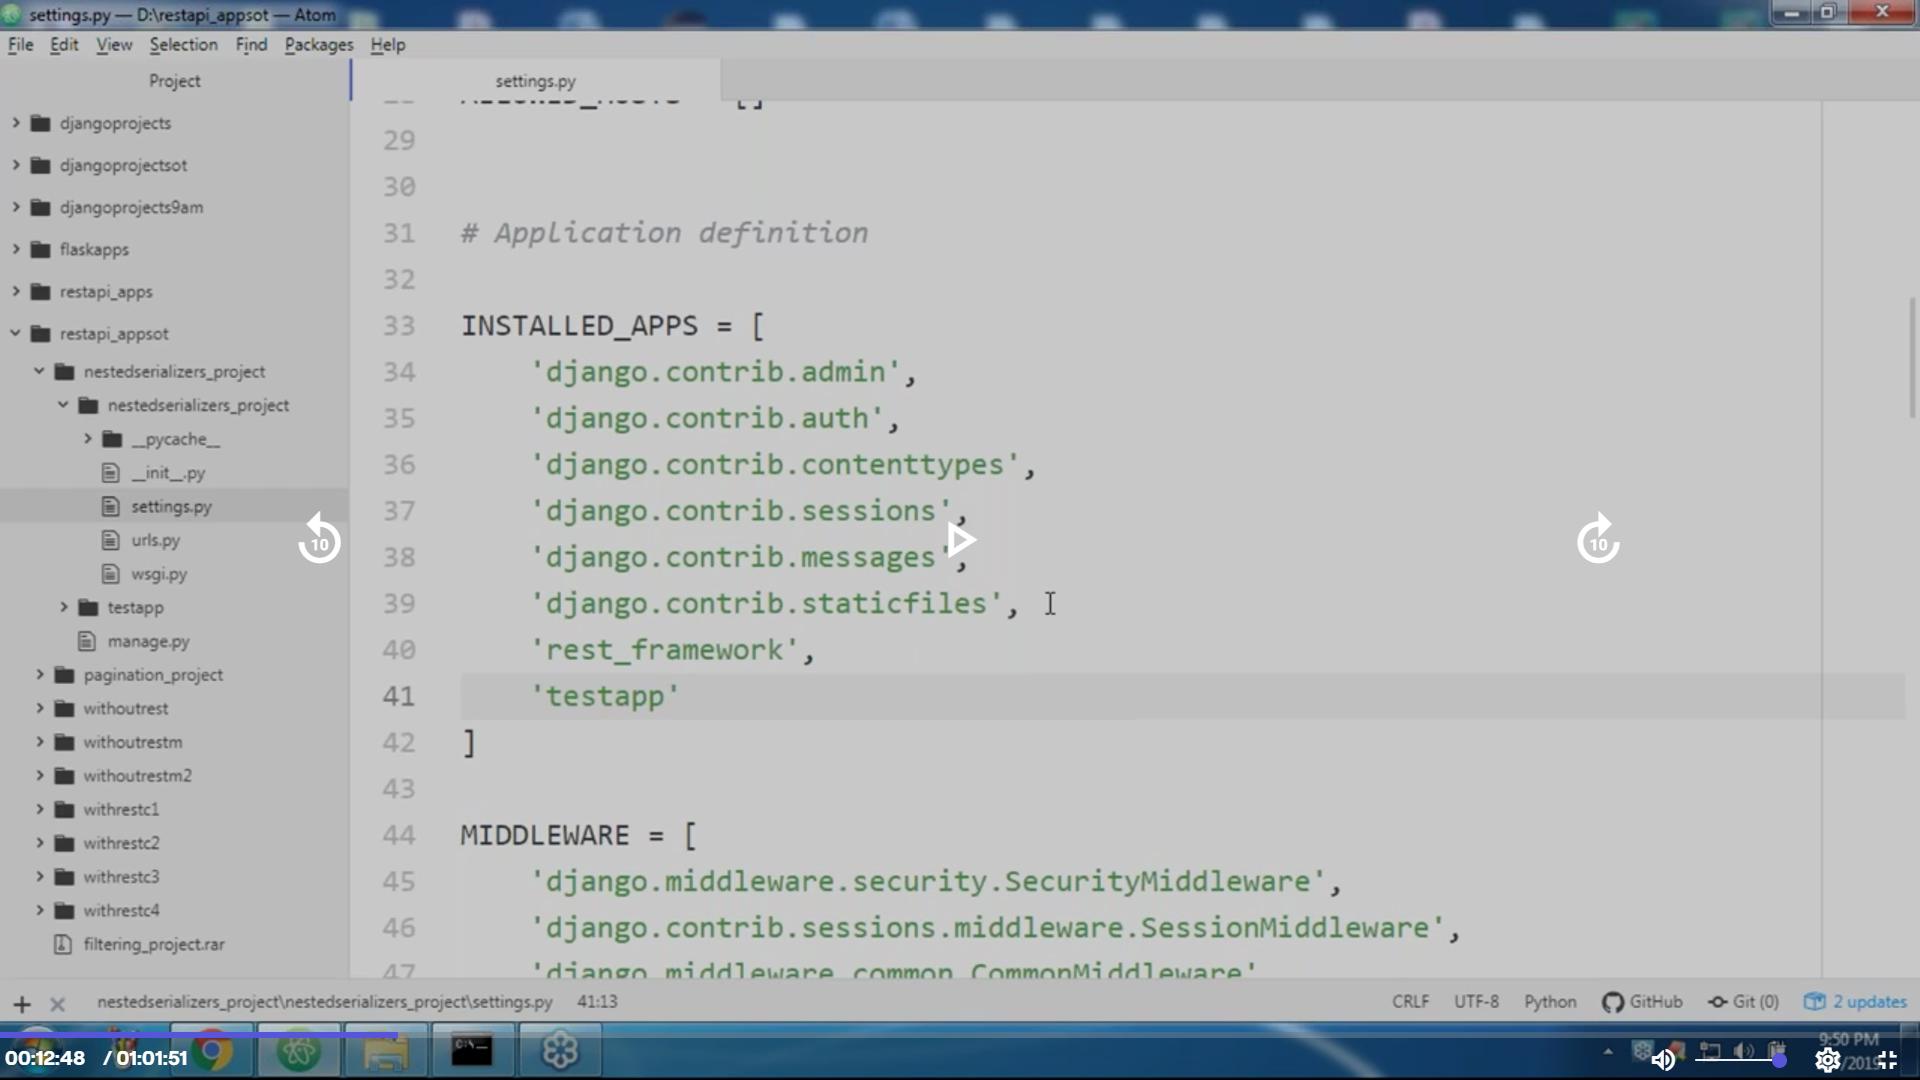 settings.py — D:\restapi_appsot — Atom
File Edit View Selection Find Packages Help
Project
settings.py
djangoprojects
djangoprojectsot
djangoprojects9am
flaskapps
restapi_apps
restapi_appsot
nestedserializers_project
nestedserializers_project
__pycache__
__init__.py
settings.py
urls.py
wsgi.py
testapp
manage.py
pagination_project
withoutrest
withoutrestm
withoutrestm2
withrestc1
withrestc2
withrestc3
withrestc4
filtering_project.rar
29
30
31 # Application definition
32
33 INSTALLED_APPS = [
34 'django.contrib.admin',
35 'django.contrib.auth',
36 'django.contrib.contenttypes',
37 'django.contrib.sessions',
38 'django.contrib.messages',
39 'django.contrib.staticfiles',
40 'rest_framework',
41 'testapp'
42 ]
43
44 MIDDLEWARE = [
45 'django.middleware.security.SecurityMiddleware',
46 'django.contrib.sessions.middleware.SessionMiddleware',
47 'django.middleware.common.CommonMiddleware'
10
10
nestedserializers_project\nestedserializers_project\settings.py 41:13
CRLF UTF-8 Python GitHub Git (0) 2 updates
00:12:48 / 01:01:51
9:50 PM